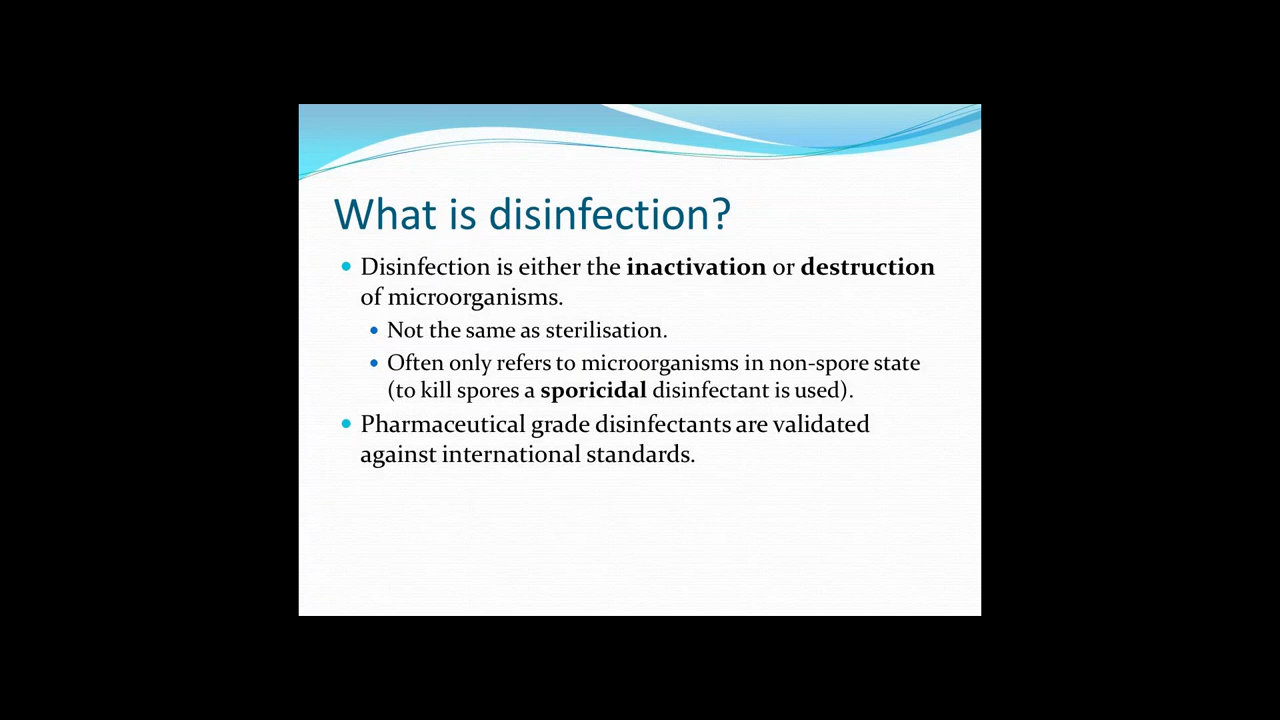 What is disinfection?
• Disinfection is either the inactivation or destruction
of microorganisms.
• Not the same as sterilisation.
• Often only refers to microorganisms in non-spore state
(to kill spores a sporicidal disinfectant is used).
• Pharmaceutical grade disinfectants are validated
against international standards.